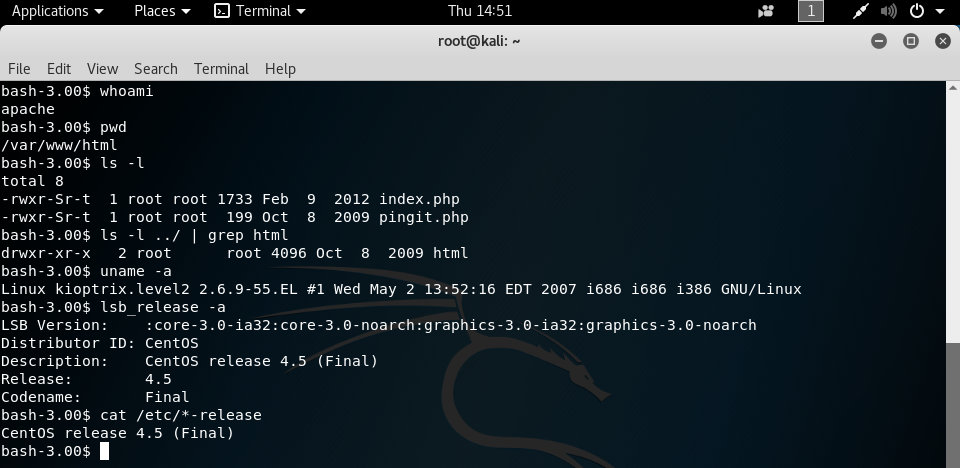 Applications Places Terminal Thu 14:51 1
root@kali: ~
File Edit View Search Terminal Help
bash-3.00$ whoami
apache
bash-3.00$ pwd
/var/www/html
bash-3.00$ ls -l
total 8
-rwxr-Sr-t  1 root root 1733 Feb  9  2012 index.php
-rwxr-Sr-t  1 root root  199 Oct  8  2009 pingit.php
bash-3.00$ ls -l ../ | grep html
drwxr-xr-x   2 root      root 4096 Oct  8  2009 html
bash-3.00$ uname -a
Linux kioptrix.level2 2.6.9-55.EL #1 Wed May 2 13:52:16 EDT 2007 i686 i686 i386 GNU/Linux
bash-3.00$ lsb_release -a
LSB Version:    :core-3.0-ia32:core-3.0-noarch:graphics-3.0-ia32:graphics-3.0-noarch
Distributor ID: CentOS
Description:    CentOS release 4.5 (Final)
Release:        4.5
Codename:       Final
bash-3.00$ cat /etc/*-release
CentOS release 4.5 (Final)
bash-3.00$